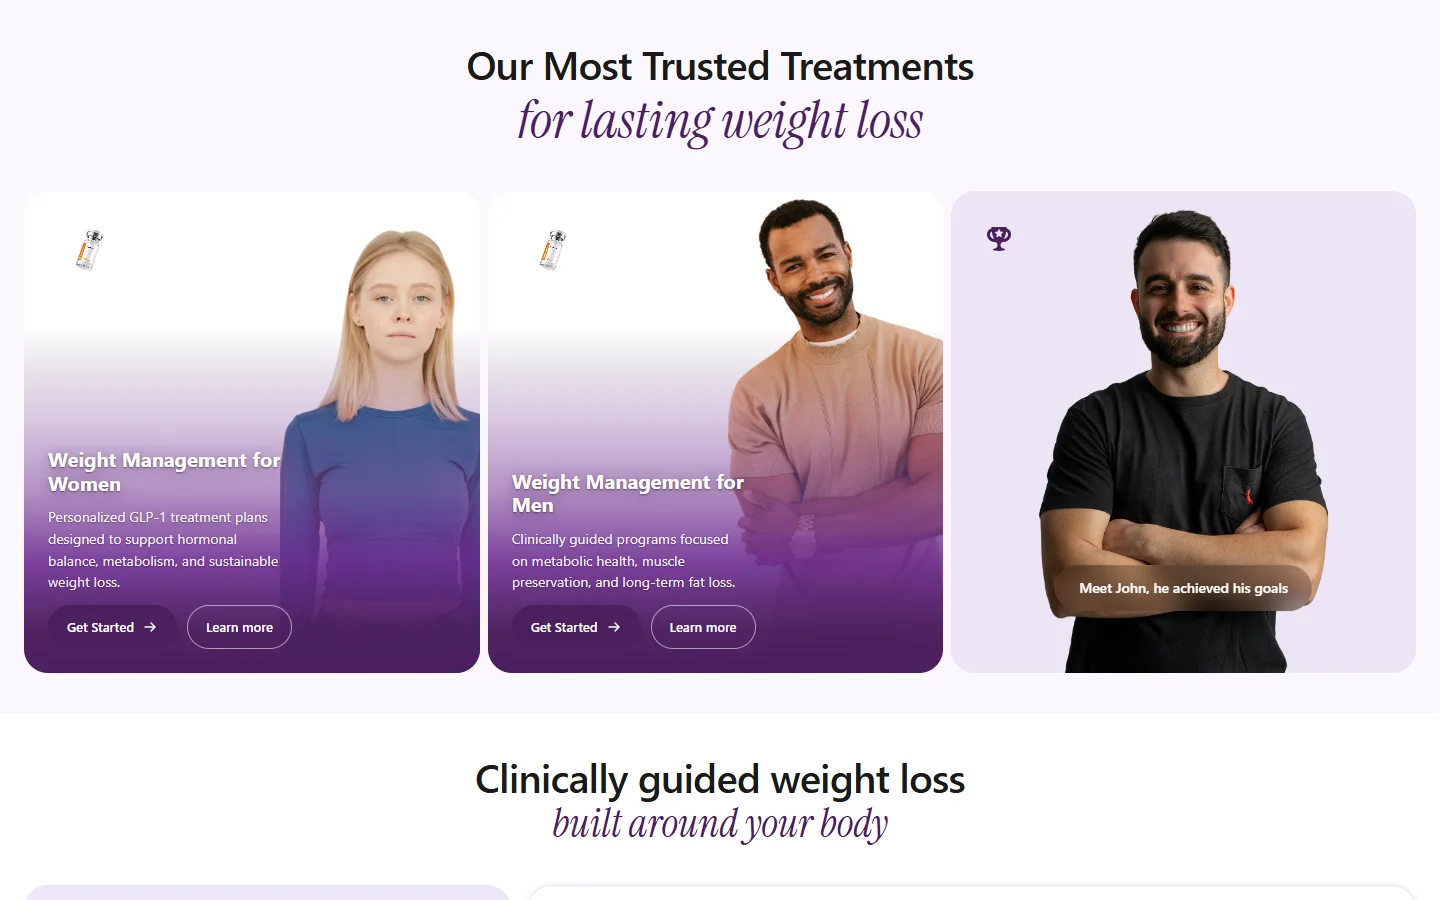 Our Most Trusted Treatments
for lasting weight loss
Weight Management for
Women
Personalized GLP-1 treatment plans
designed to support hormonal
balance, metabolism, and sustainable
weight loss.
Get Started
Learn more
Weight Management for
Men
Clinically guided programs focused
on metabolic health, muscle
preservation, and long-term fat loss.
Get Started
Learn more
Meet John, he achieved his goals
Clinically guided weight loss
built around your body